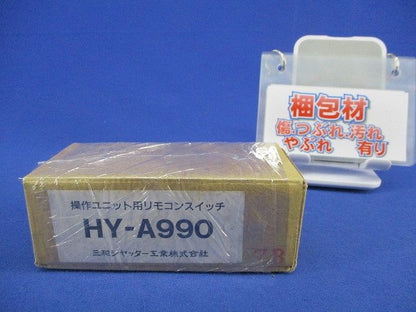 梱包材
傷、つぶれ、汚れ
やぶれ 有り
操作ユニット用リモコンスイッチ
HY-A990
三和シヤッター工業株式会社